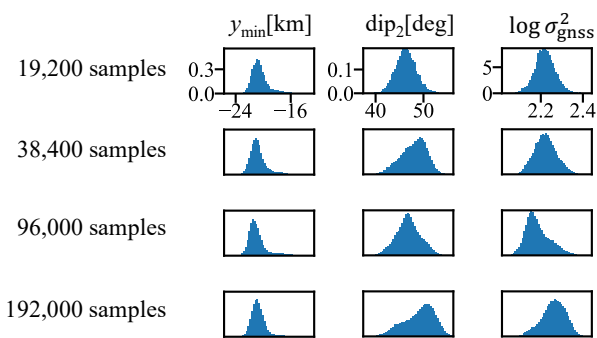 y_min[km] dip₂[deg] log σ²_gnss
19,200 samples 0.3 0.0 0.1 0.0 5 0
−24 −16 40 50 2.2 2.4
38,400 samples
96,000 samples
192,000 samples